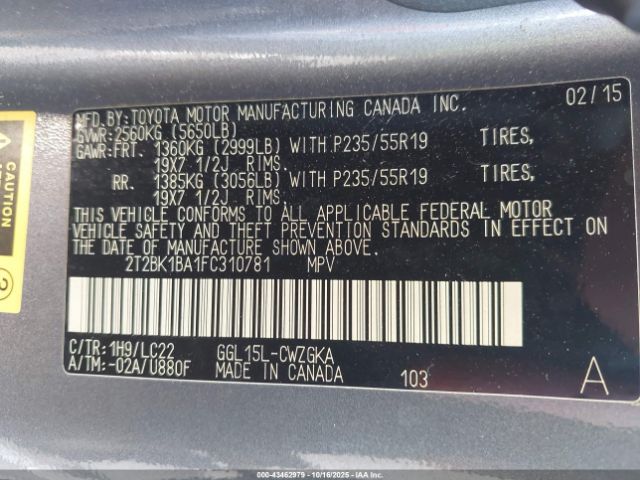 MFD.BY:TOYOTA MOTOR MANUFACTURING CANADA INC. 02/15
GVWR:2560KG (5650LB)
GAWR:FRT. 1360KG (2999LB) WITH P235/55R19 TIRES,
19X7 1/2J RIMS.
RR. 1385KG (3056LB) WITH P235/55R19 TIRES,
19X7 1/2J RIMS.
THIS VEHICLE CONFORMS TO ALL APPLICABLE FEDERAL MOTOR
VEHICLE SAFETY AND THEFT PREVENTION STANDARDS IN EFFECT ON
THE DATE OF MANUFACTURE SHOWN ABOVE.
2T2BK1BA1FC310781 MPV
C/TR:1H9/LC22 GGL15L-CWZGKA
A/TM:-02A/U880F MADE IN CANADA 103 A
CAUTION
2
000-43462979 - 10/16/2025 - IAA Inc.